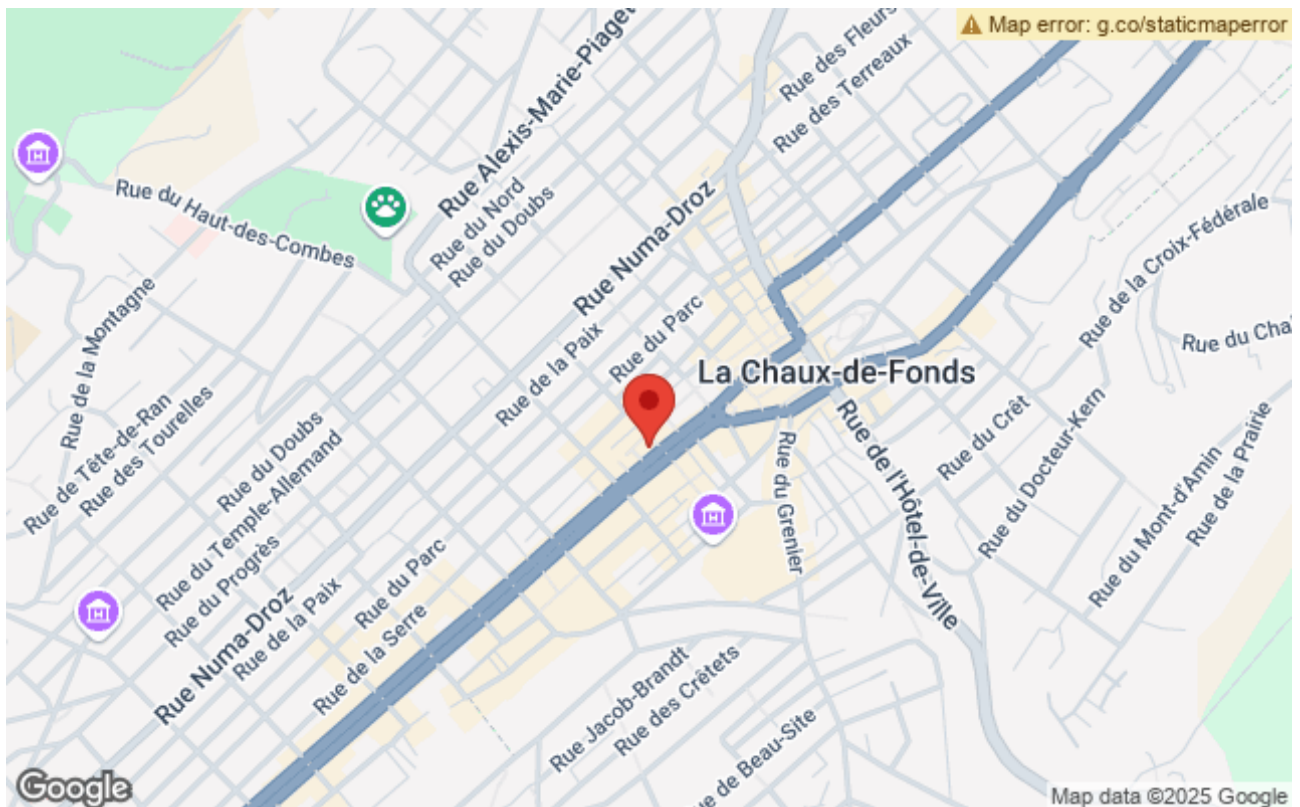 Map error: g.co/staticmaperror
Rue Alexis-Marie-Piaget
Rue des Fleurs
Rue des Terreaux
Rue du Haut-des-Combes
Rue du Nord
Rue du Doubs
Rue Numa-Droz
Rue de la Croix-Fédérale
Rue de la Montagne
Rue de la Paix
Rue du Parc
Rue du Cha
La Chaux-de-Fonds
Rue de Tête-de-Ran
Rue des Tourelles
Rue du Doubs
Rue du Temple-Allemand
Rue du Progrès
Rue du Crêt
Rue du Docteur-Kern
Rue de l'Hôtel-de-Ville
Rue du Grenier
Rue du Mont-d'Amin
Rue de la Prairie
Rue Numa-Droz
Rue de la Paix
Rue du Parc
Rue de la Serre
Rue Jacob-Brandt
Rue des Crêtets
de Beau-Site
Google
Map data ©2025 Google